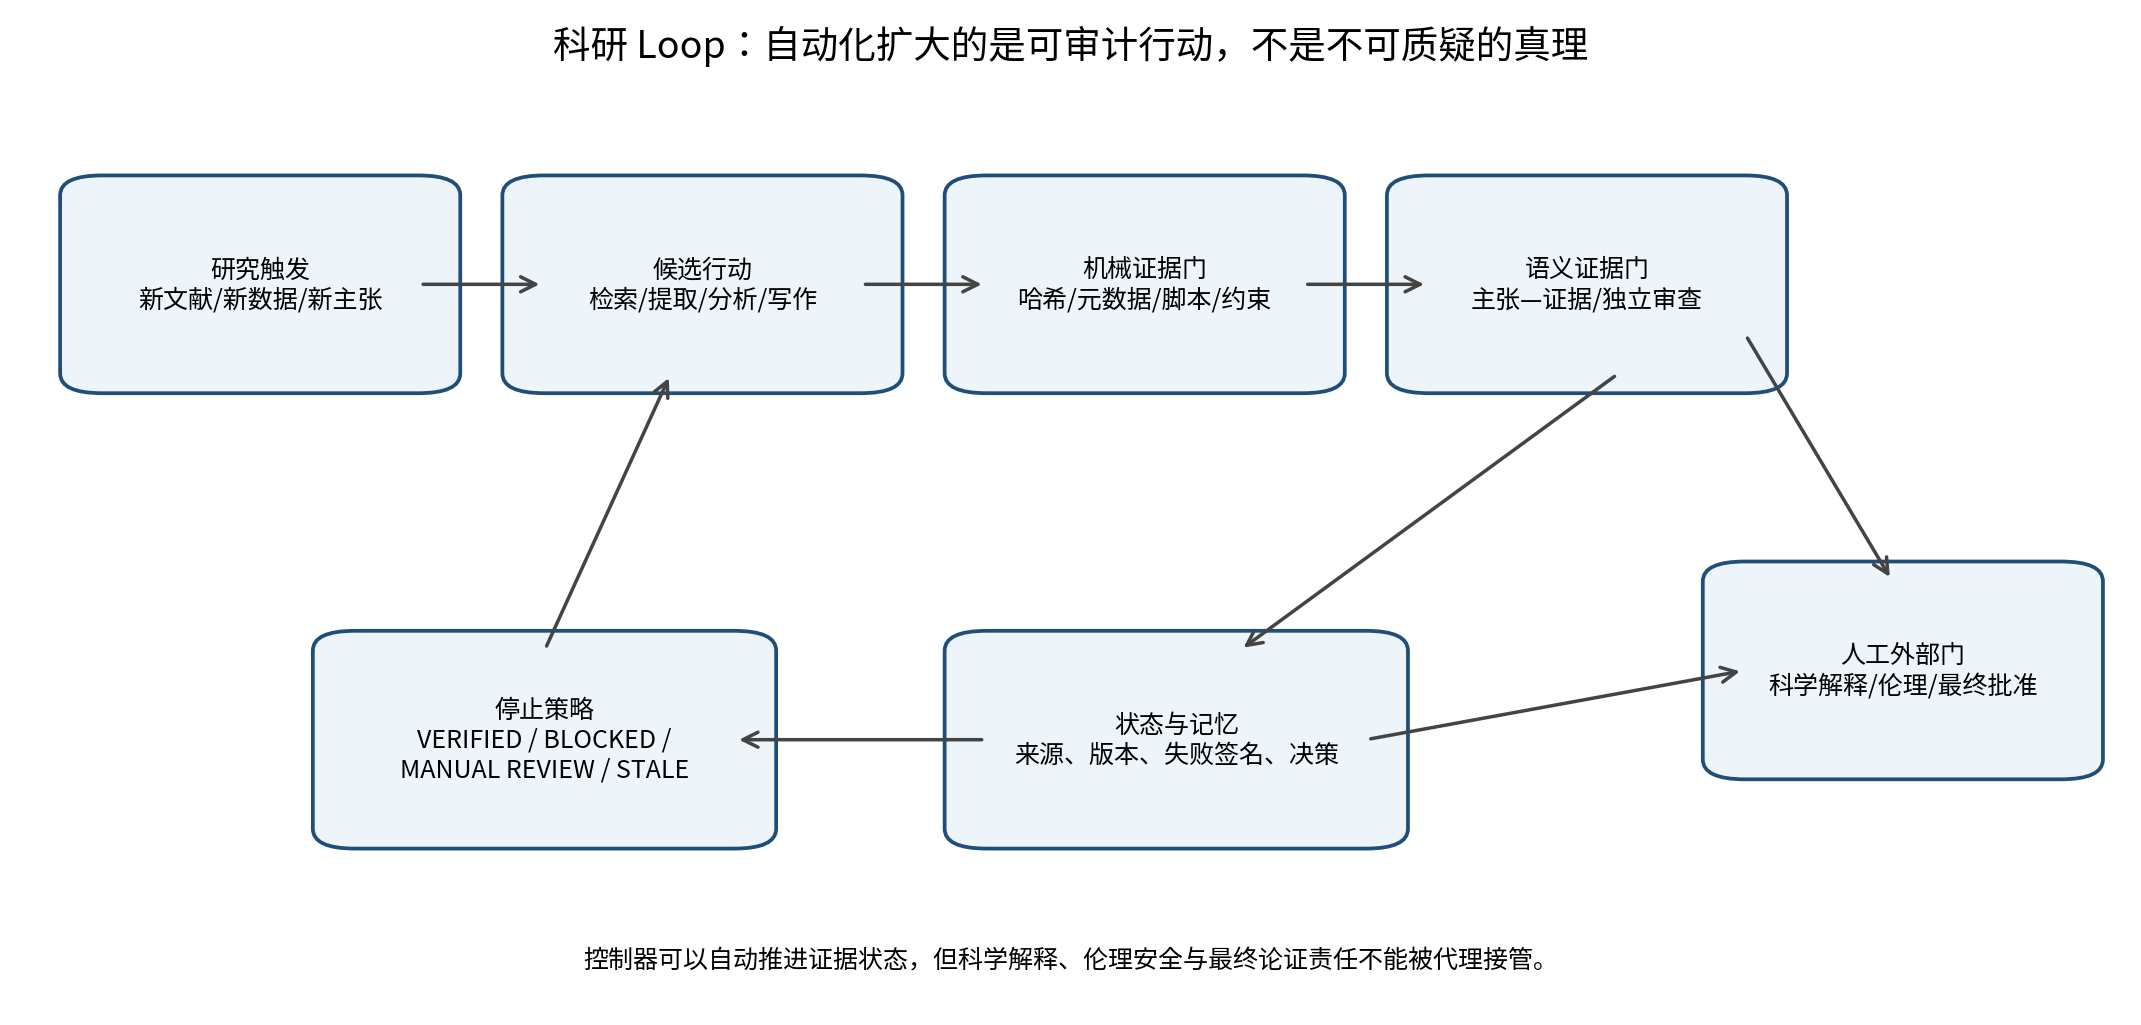 科研 Loop：自动化扩大的是可审计行动，不是不可质疑的真理
研究触发
新文献/新数据/新主张
候选行动
检索/提取/分析/写作
机械证据门
哈希/元数据/脚本/约束
语义证据门
主张—证据/独立审查
停止策略
VERIFIED / BLOCKED /
MANUAL REVIEW / STALE
状态与记忆
来源、版本、失败签名、决策
人工外部门
科学解释/伦理/最终批准
控制器可以自动推进证据状态，但科学解释、伦理安全与最终论证责任不能被代理接管。